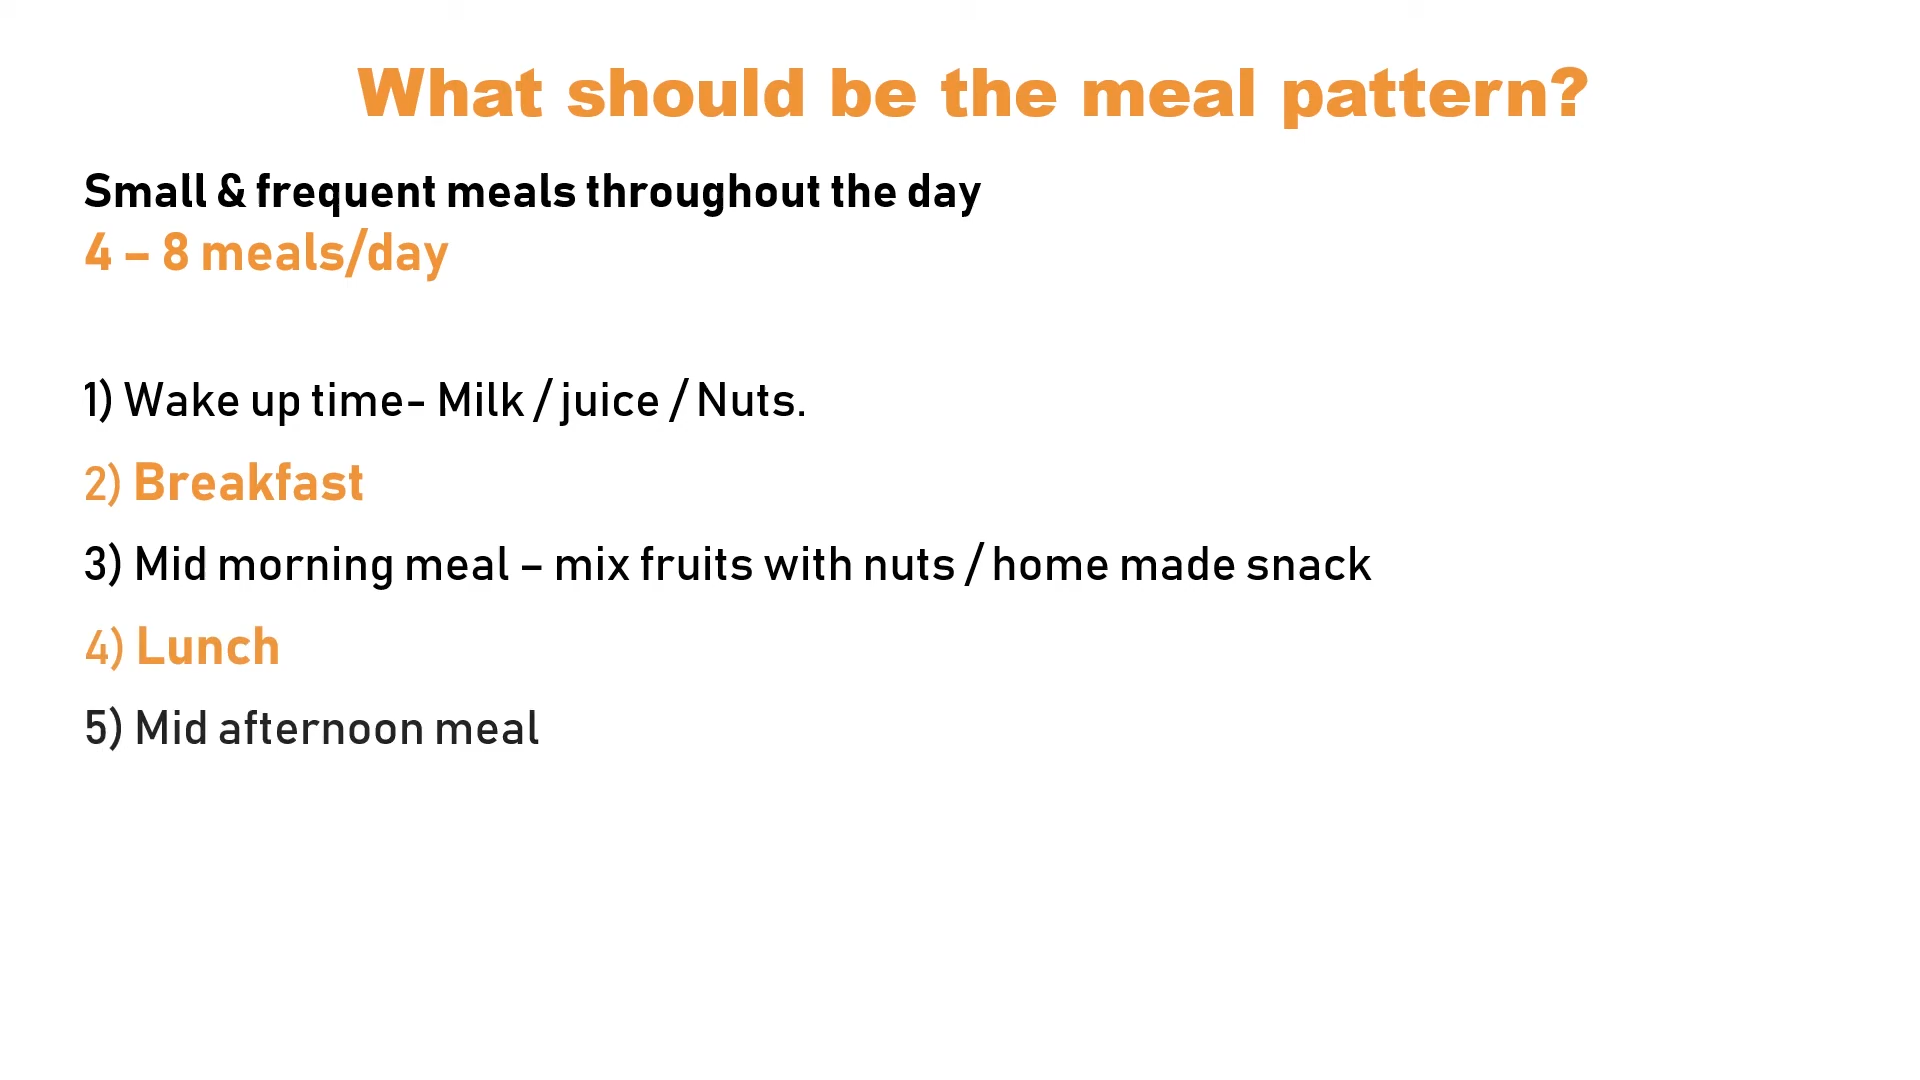 What should be the meal pattern?
Small & frequent meals throughout the day
4 – 8 meals/day
1) Wake up time- Milk / juice / Nuts.
2) Breakfast
3) Mid morning meal – mix fruits with nuts / home made snack
4) Lunch
5) Mid afternoon meal